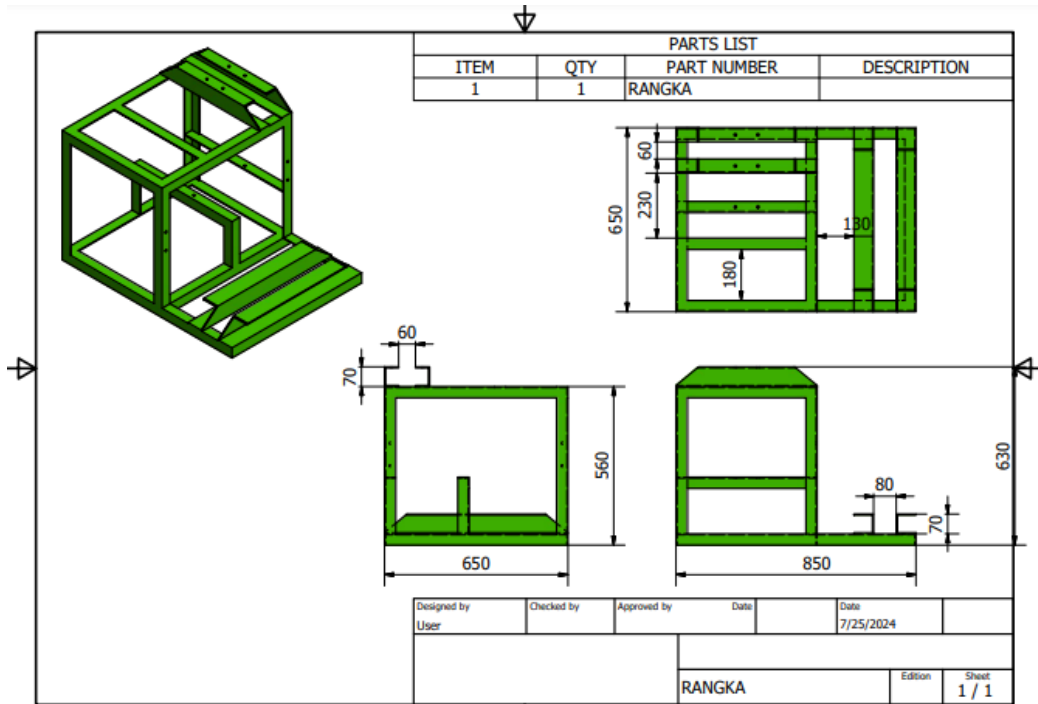 PARTS LIST
ITEM QTY PART NUMBER DESCRIPTION
1 1 RANGKA
650
60
230
180
130
60
70
560
650
630
80
70
850
Designed by Checked by Approved by Date Date
User 7/25/2024
RANGKA Edition Sheet
1 / 1